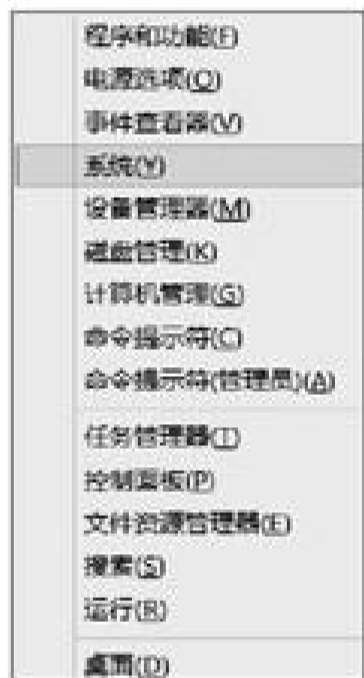 程序和功能(F)
电源选项(O)
事件查看器(V)
系统(Y)
设备管理器(M)
磁盘管理(K)
计算机管理(G)
命令提示符(C)
命令提示符(管理员)(A)
任务管理器(T)
控制面板(P)
文件资源管理器(E)
搜索(S)
运行(R)
桌面(D)